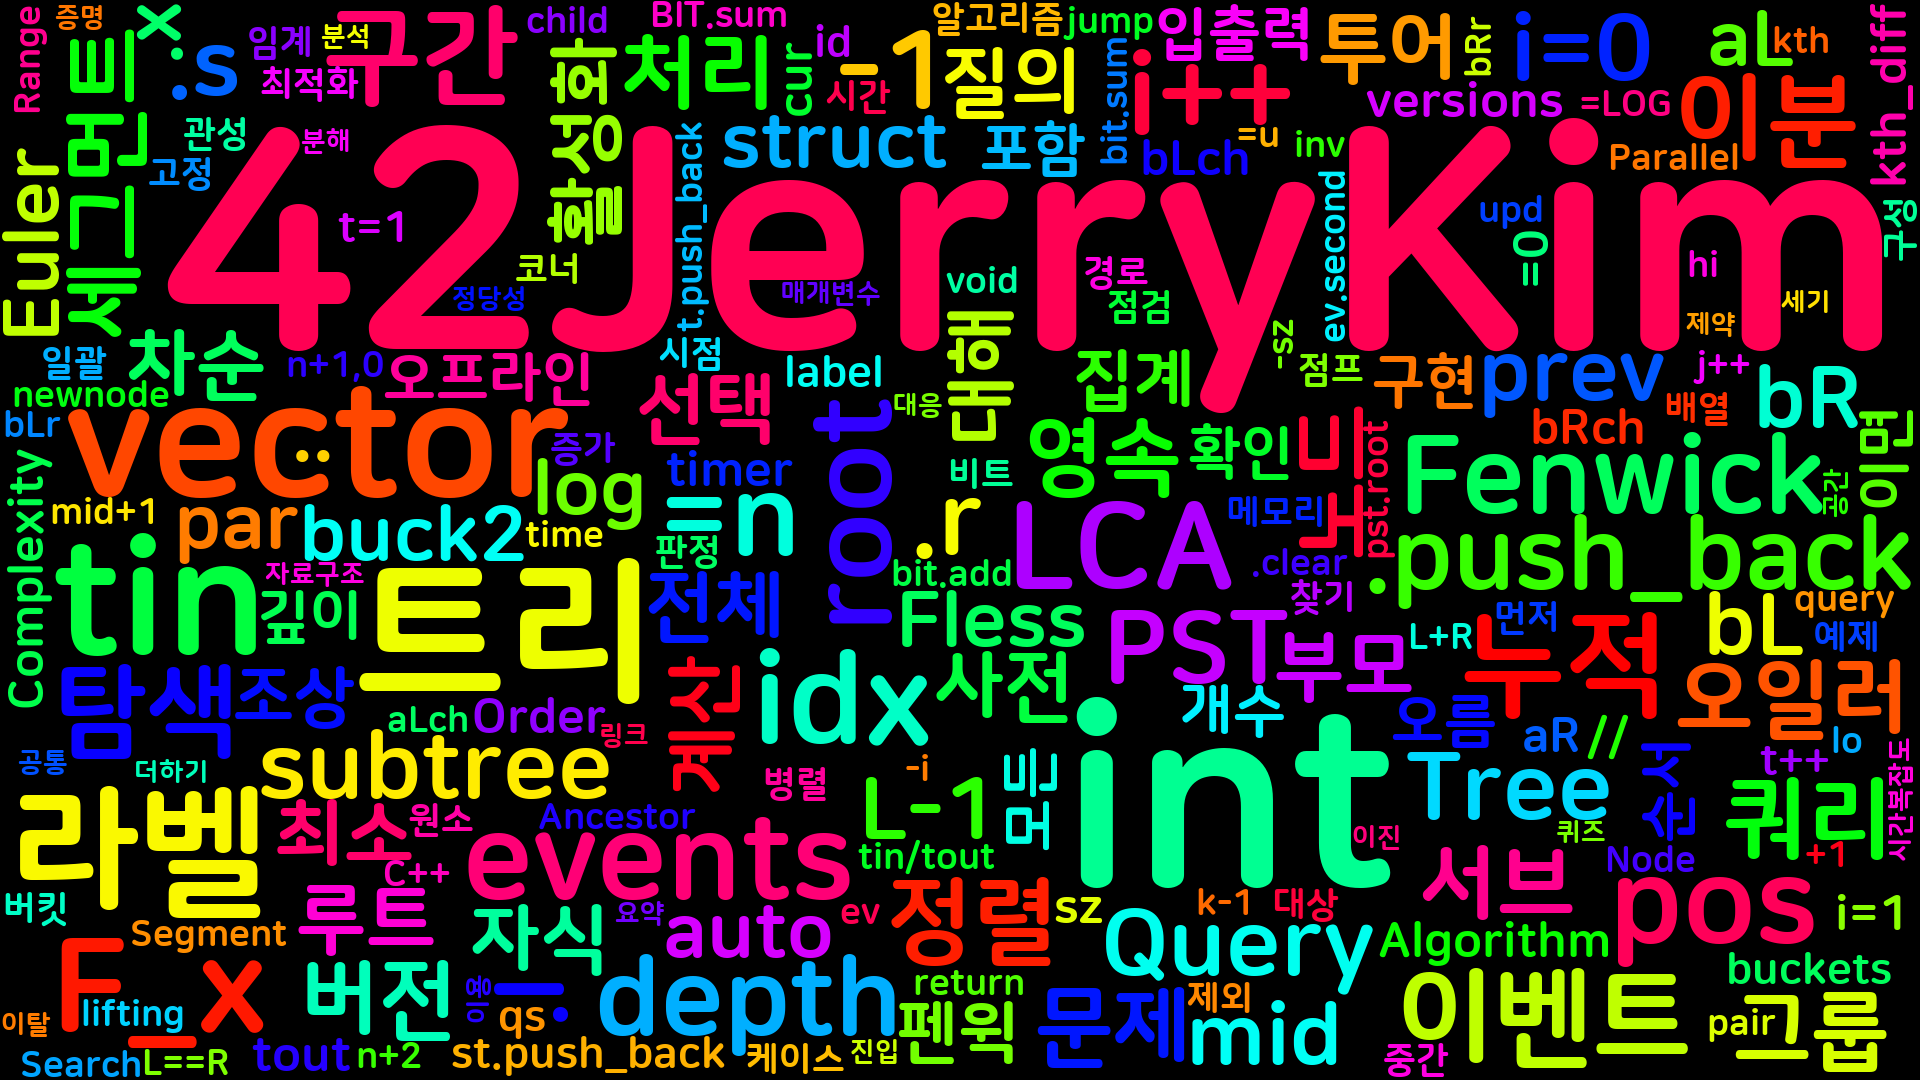 Range
증명
x
:s
임계
분석
최적화
구간
child
활성화
BIT.sum
처리
cur
id
시간
-1
알고리즘
질의
jump
bit.sum
입출력
i++
투어
bRr
i=0
aL
kth
kth_diff
versions
=LOG
이분
세그먼트
관성
분해
고정
Euler
42JerryKim
t=1
struct
포함
bLch
=u
inv
Parallel
코너
정당성
t.push_back
매개변수
void
경로
점검
ev.second
upd
=0
hi
세기
제약
구성
일괄
차순
n+1,0
오프라인
시점
label
대응
동호
집계
-sz
점프
구현
prev
j++
배열
bR
newnode
bLr
vector
증가
선택
root
영속
확인
노나
pst.root
bRch
Fenwick
공간
이면
Complexity
mid+1
par
buck2
log
time
timer
=n
비트
.r
LCA
메모리
.clear
.push_back
tin
자료구조
깊이
트리
판정
전체
bit.add
Fless
PST
찾기
부모
L+R
먼저
누적
bL
query
예제
탐색
조상
aLch
Order
링크
계산
idx
사전
개수
int
오름
aR
//
오일러
lo
공통
더하기
subtree
병렬
-i
L-1
Tree
순서
t++
쿼리
시간복잡도
라벨
최소
원소
Ancestor
C++
events
tin/tout
이진
퀴즈
Node
+1
버킷
Segment
루트
자식
요약
auto
ev
정렬
sz
Query
k-1
대상
서브
Algorithm
pos
i=1
F_x
lifting
이탈
버전
qs
depth
return
펜윅
문제
제외
mid
이벤트
buckets
pair
그룹
Search
L==R
tout
n+2
st.push_back
케이스
진입
중간